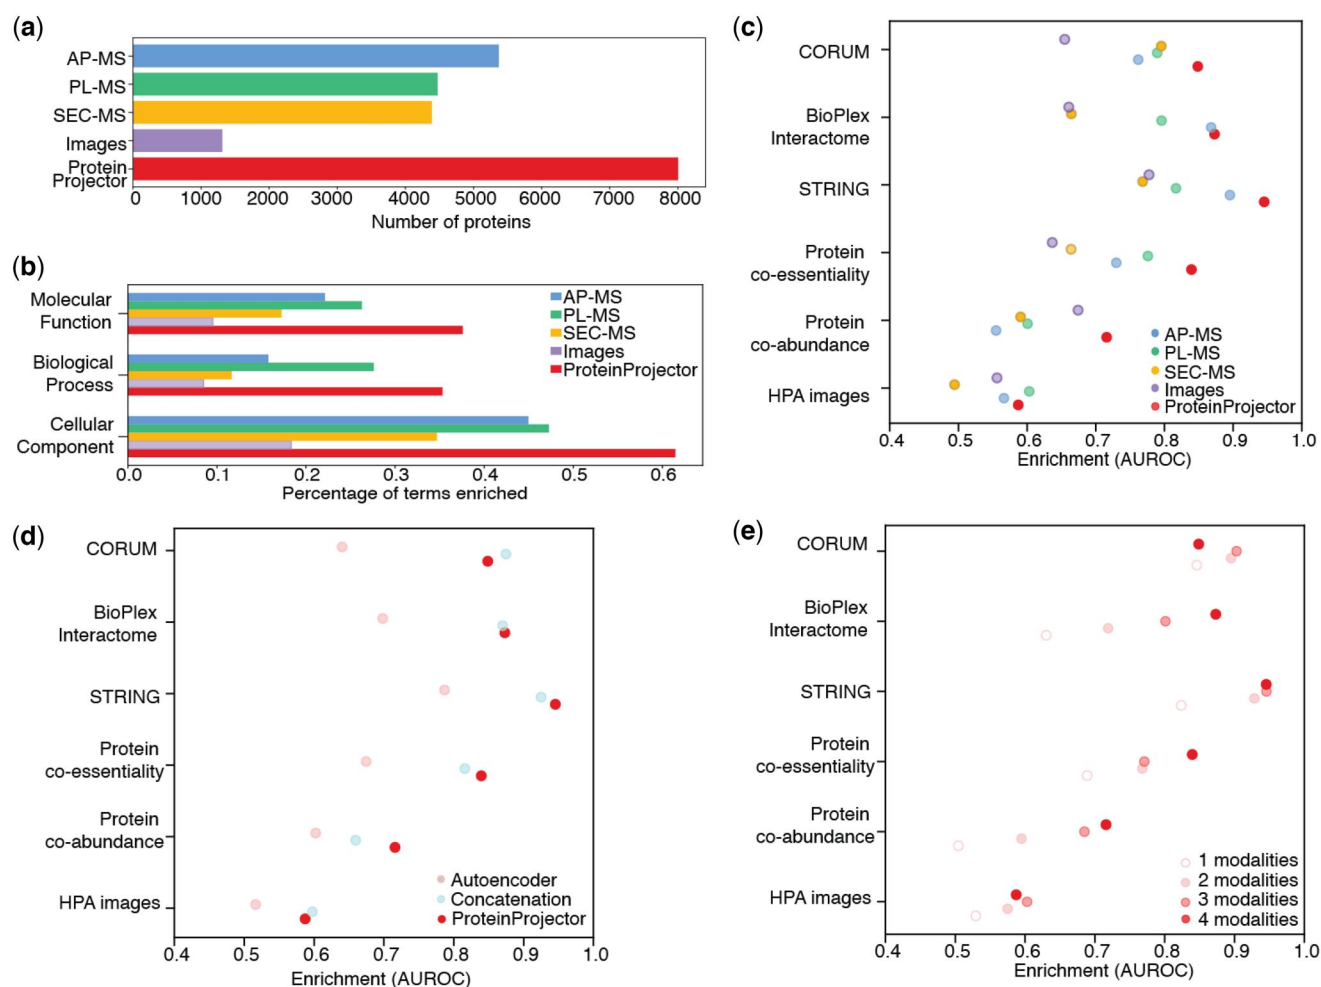 (a)
AP-MS
PL-MS
SEC-MS
Images
Protein
Projector
0 1000 2000 3000 4000 5000 6000 7000 8000
Number of proteins
(b)
Molecular
Function
Biological
Process
Cellular
Component
AP-MS
PL-MS
SEC-MS
Images
ProteinProjector
0.0 0.1 0.2 0.3 0.4 0.5 0.6
Percentage of terms enriched
(c)
CORUM
BioPlex
Interactome
STRING
Protein
co-essentiality
Protein
co-abundance
HPA images
AP-MS
PL-MS
SEC-MS
Images
ProteinProjector
0.4 0.5 0.6 0.7 0.8 0.9 1.0
Enrichment (AUROC)
(d)
CORUM
BioPlex
Interactome
STRING
Protein
co-essentiality
Protein
co-abundance
HPA images
Autoencoder
Concatenation
ProteinProjector
0.4 0.5 0.6 0.7 0.8 0.9 1.0
Enrichment (AUROC)
(e)
CORUM
BioPlex
Interactome
STRING
Protein
co-essentiality
Protein
co-abundance
HPA images
1 modalities
2 modalities
3 modalities
4 modalities
0.4 0.5 0.6 0.7 0.8 0.9 1.0
Enrichment (AUROC)